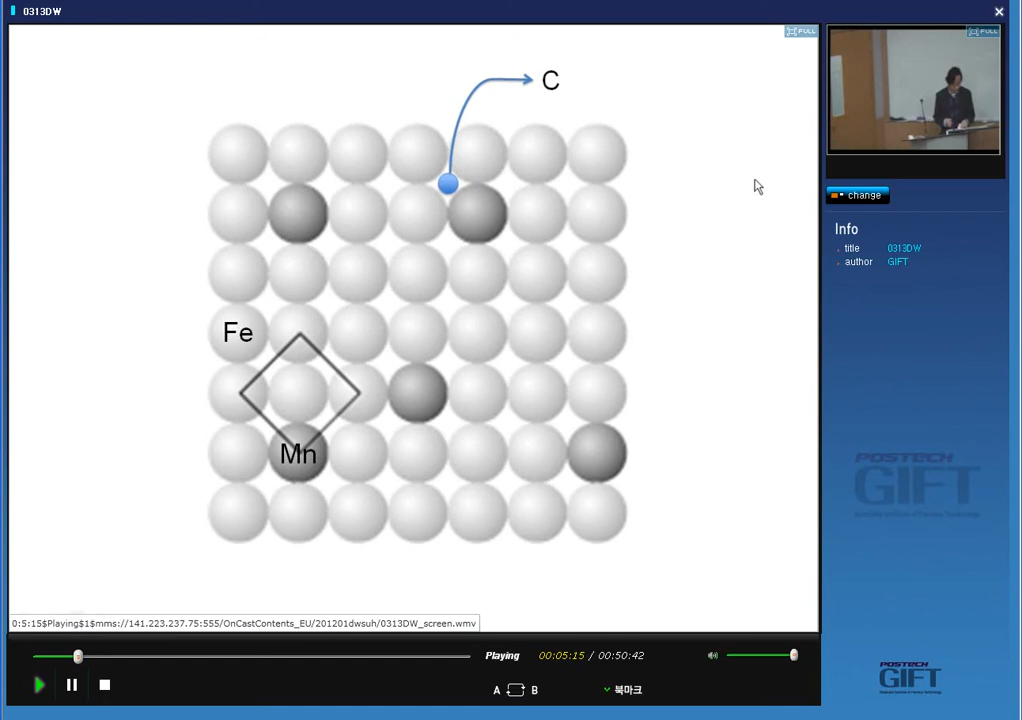 0313DW
FULL
FULL
C
Fe
Mn
change
Info
title 0313DW
author GIFT
POSTECH
GIFT
0:5:15$Playing$1$mms://141.223.237.75:555/OnCastContents_EU/201201dwsuh/0313DW_screen.wmv
Playing 00:05:15 / 00:50:42
A B
북마크
POSTECH
GIFT